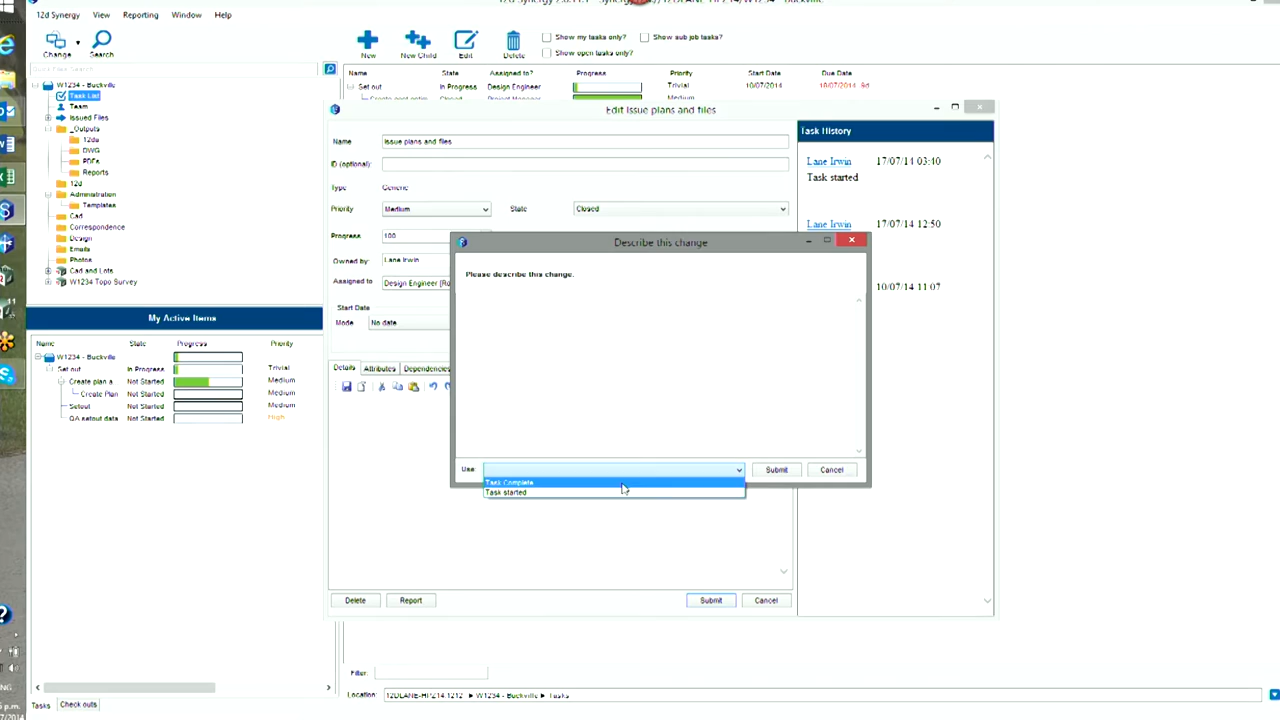 12d Synergy View Reporting Window Help
Change Search
New New Child Edit Delete
Show my tasks only? Show sub job tasks?
Show open tasks only?
W1234 - Buckville
Task List
Team
Issued Files
_Outputs
12da
DWG
PDFs
Reports
12d
Administration
Templates
Cad
Correspondence
Design
Emails
Photos
Cad and Lots
W1234 Topo Survey
Name State Assigned to? Progress Priority Start Date Due Date
Set out In Progress Design Engineer Trivial 10/07/2014 10/07/2014 -9d
Edit Issue plans and files
Name Issue plans and files
ID (optional)
Type Generic
Priority Medium State Closed
Progress 100
Owned by Lane Irwin
Assigned to Design Engineer [Ro
Start Date
Mode No date
Details Attributes Dependencies
Task History
Lane Irwin 17/07/14 03:40
Task started
Lane Irwin 17/07/14 12:50
10/07/14 11:07
Describe this change
Please describe this change.
Use:
Submit Cancel
Task Complete
Task started
Delete Report Submit Cancel
My Active Items
Name State Progress Priority
W1234 - Buckville
Set out In Progress Trivial
Create plan a Not Started Medium
Create Plan Not Started Medium
Setout Not Started Medium
QA setout data Not Started High
Filter:
Location: 12DLANE-HPZ14.1212 ▸ W1234 - Buckville ▸ Tasks
Tasks Check outs